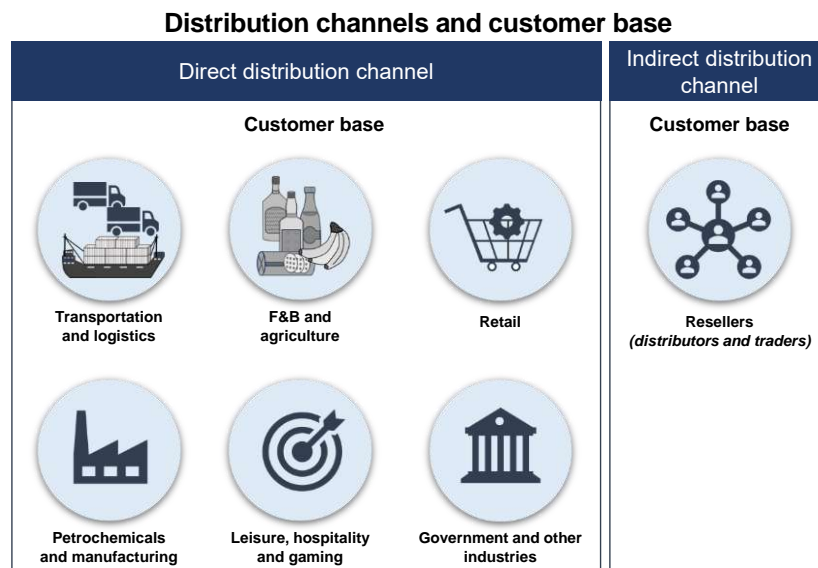 Distribution channels and customer base
Direct distribution channel
Customer base
Transportation
and logistics
F&B and
agriculture
Retail
Petrochemicals
and manufacturing
Leisure, hospitality
and gaming
Government and other
industries
Indirect distribution
channel
Customer base
Resellers
(distributors and traders)